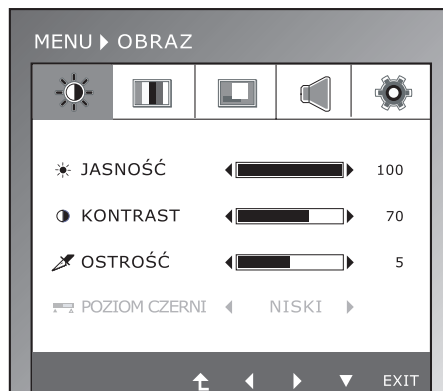 MENU OBRAZ
JASNOŚĆ 100
KONTRAST 70
OSTROŚĆ 5
POZIOM CZERNI NISKI
EXIT